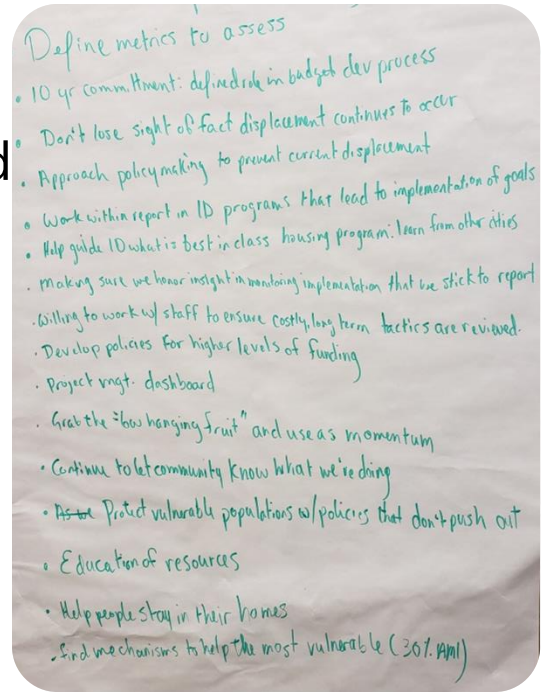 Define metrics to assess
• 10 yr commitment: defined role in budget dev process
• Don't lose sight of fact displacement continues to occur
• Approach policy making to prevent current displacement
• Work within report in ID programs that lead to implementation of goals
• Help guide ID what is best in class housing program: learn from other cities
• Making sure we honor insight in monitoring implementation that we stick to report
• Willing to work w/ staff to ensure costly, long term tactics are reviewed.
• Develop policies for higher levels of funding
• Project mgt. dashboard
• Grab the "low hanging fruit" and use as momentum
• Continue to let community know what we're doing
• Protect vulnerable populations w/policies that don't push out
• Education of resources
• Help people stay in their homes
- find mechanisms to help the most vulnerable (30% AMI)
d